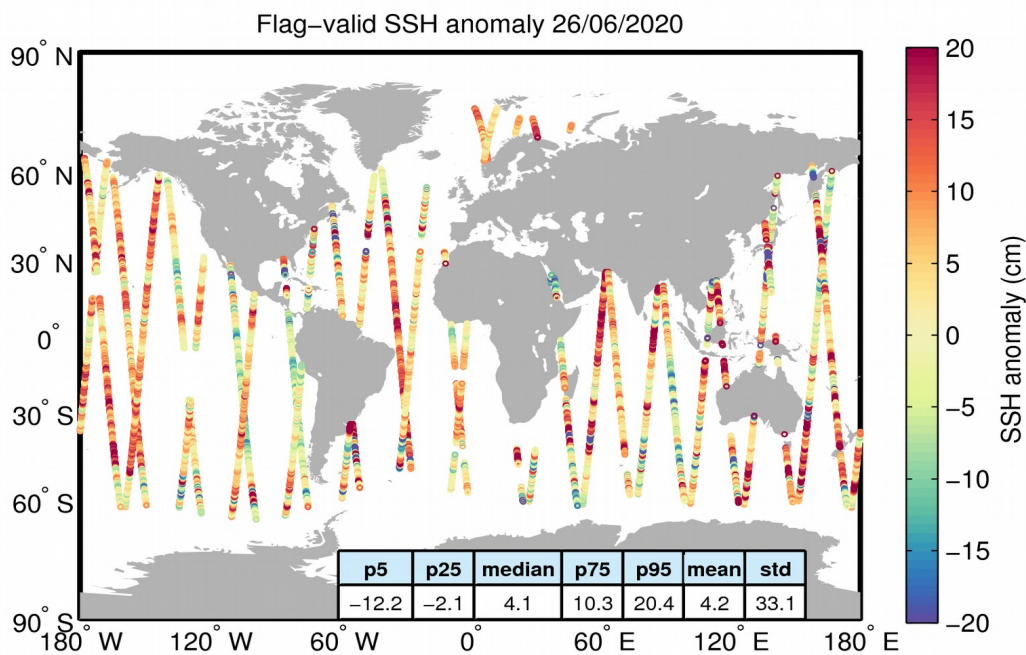 Flag−valid SSH anomaly 26/06/2020
90° N
60° N
30° N
0°
30° S
60° S
90° S
180° W
120° W
60° W
0°
60° E
120° E
180° E
p5 p25 median p75 p95 mean std
−12.2 −2.1 4.1 10.3 20.4 4.2 33.1
20
15
10
5
0
−5
−10
−15
−20
SSH anomaly (cm)